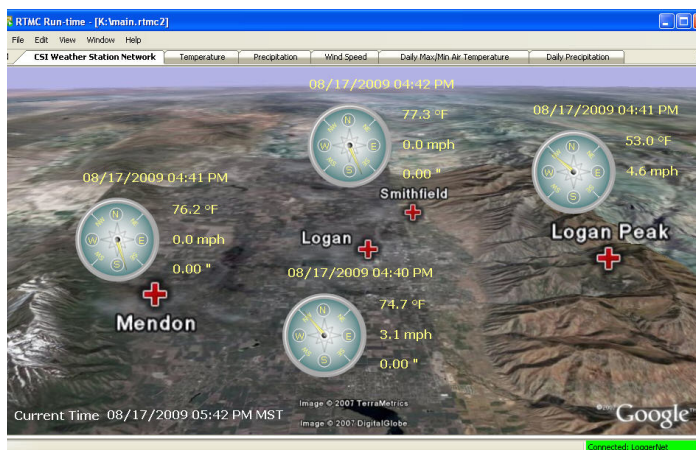 RTMC Run-time - [K:\main.rtmc2]
File Edit View Window Help
CSI Weather Station Network Temperature Precipitation Wind Speed Daily Max/Min Air Temperature Daily Precipitation
08/17/2009 04:42 PM
N
W E
S
77.3 °F
0.0 mph
0.00 "
Smithfield
08/17/2009 04:41 PM
N
W E
S
53.0 °F
4.6 mph
Logan Peak
08/17/2009 04:41 PM
N
W E
S
76.2 °F
0.0 mph
0.00 "
Mendon
Logan
08/17/2009 04:40 PM
N
W E
S
74.7 °F
3.1 mph
0.00 "
Current Time 08/17/2009 05:42 PM MST
Image © 2007 TerraMetrics
Image © 2007 DigitalGlobe
©2007 Google™
Connected: LoggerNet